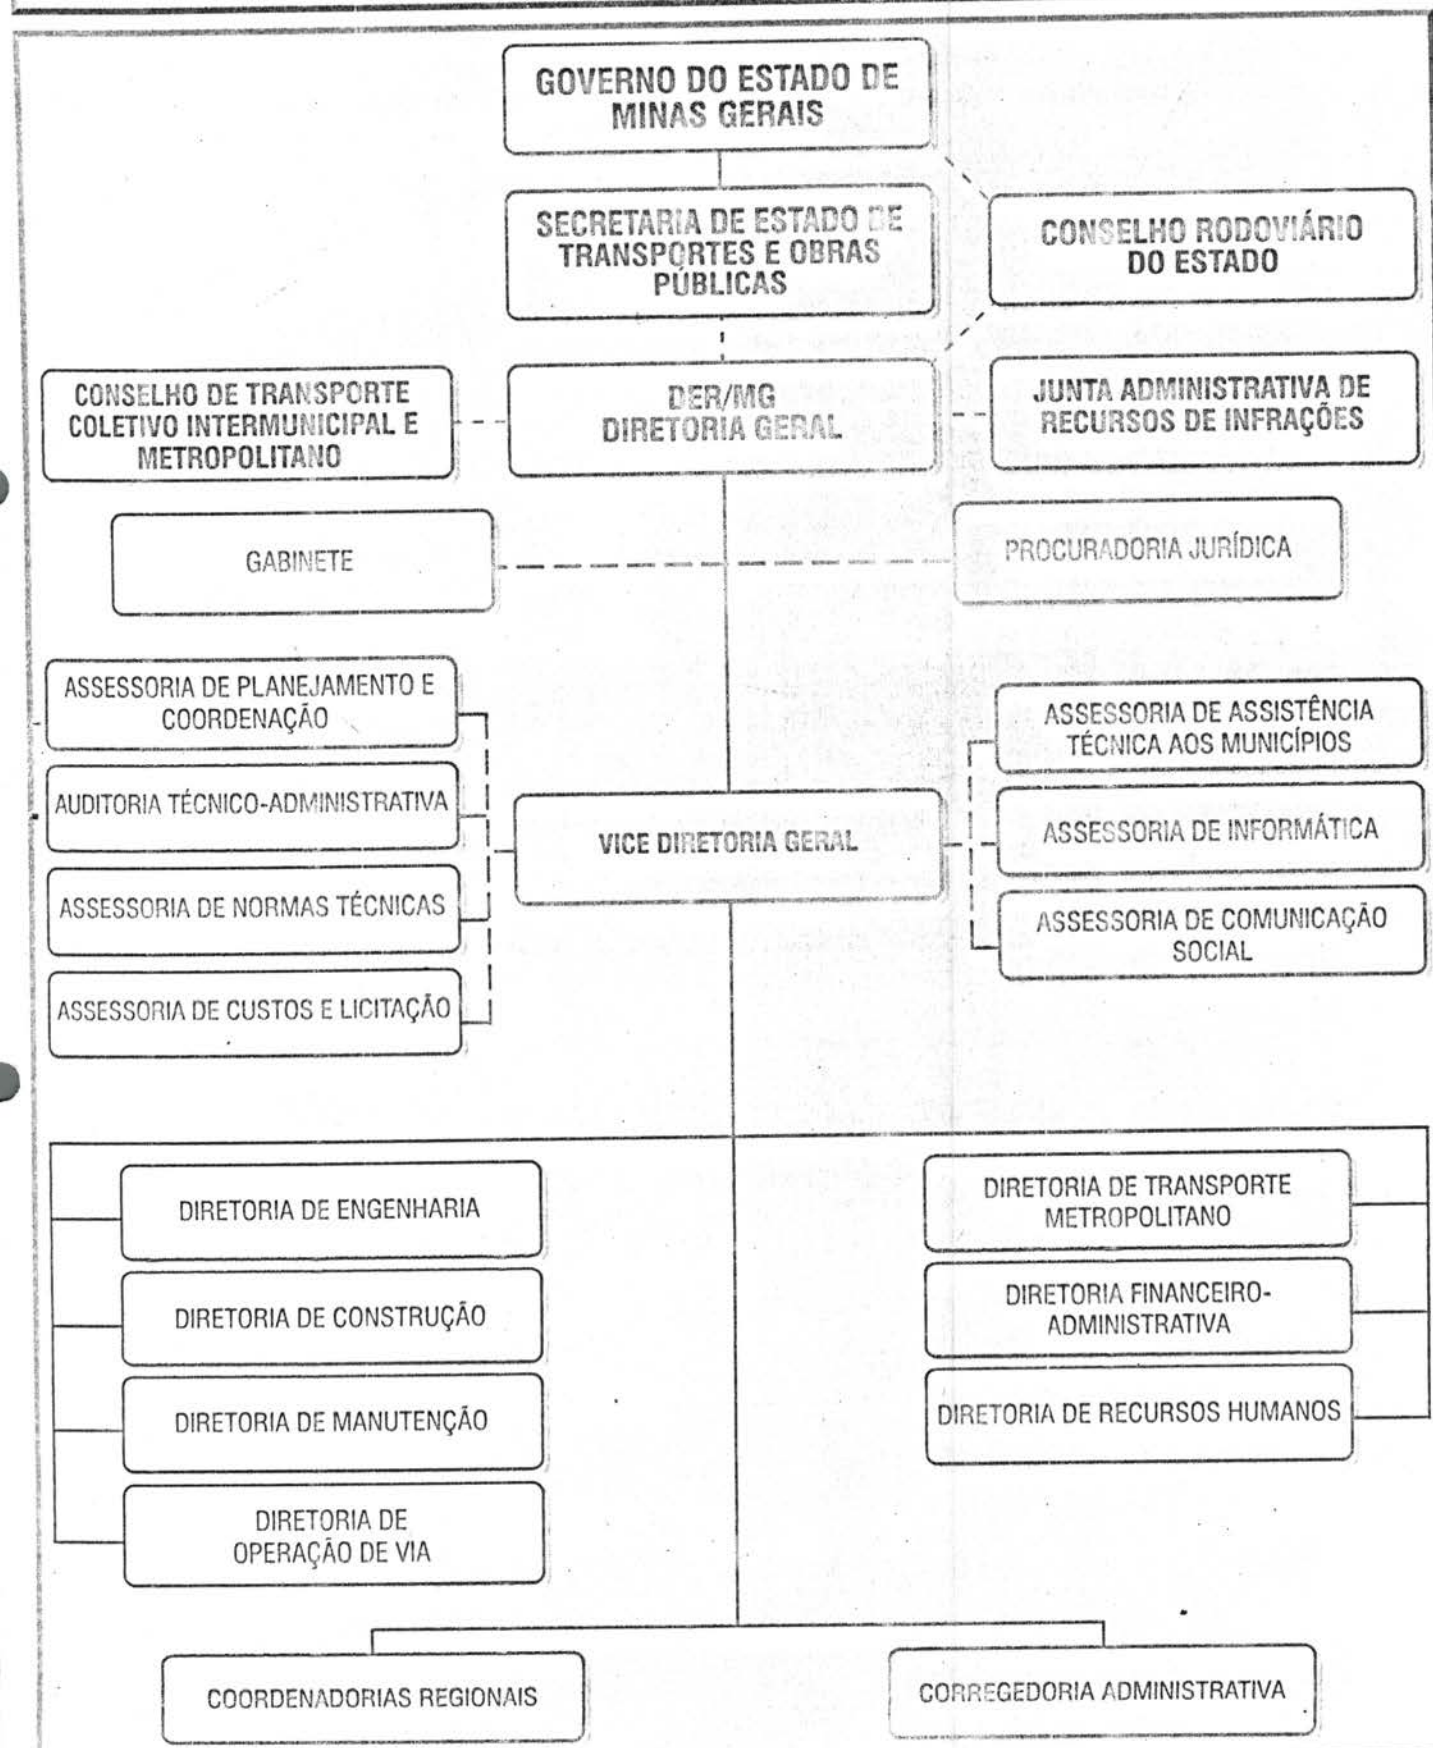 GOVERNO DO ESTADO DE
MINAS GERAIS
SECRETARIA DE ESTADO DE
TRANSPORTES E OBRAS
PÚBLICAS
CONSELHO RODOVIÁRIO
DO ESTADO
CONSELHO DE TRANSPORTE
COLETIVO INTERMUNICIPAL E
METROPOLITANO
DER/MG
DIRETORIA GERAL
JUNTA ADMINISTRATIVA DE
RECURSOS DE INFRAÇÕES
GABINETE
PROCURADORIA JURÍDICA
ASSESSORIA DE PLANEJAMENTO E
COORDENAÇÃO
AUDITORIA TÉCNICO-ADMINISTRATIVA
ASSESSORIA DE NORMAS TÉCNICAS
ASSESSORIA DE CUSTOS E LICITAÇÃO
VICE DIRETORIA GERAL
ASSESSORIA DE ASSISTÊNCIA
TÉCNICA AOS MUNICÍPIOS
ASSESSORIA DE INFORMÁTICA
ASSESSORIA DE COMUNICAÇÃO
SOCIAL
DIRETORIA DE ENGENHARIA
DIRETORIA DE CONSTRUÇÃO
DIRETORIA DE MANUTENÇÃO
DIRETORIA DE
OPERAÇÃO DE VIA
DIRETORIA DE TRANSPORTE
METROPOLITANO
DIRETORIA FINANCEIRO-
ADMINISTRATIVA
DIRETORIA DE RECURSOS HUMANOS
COORDENADORIAS REGIONAIS
CORREGEDORIA ADMINISTRATIVA